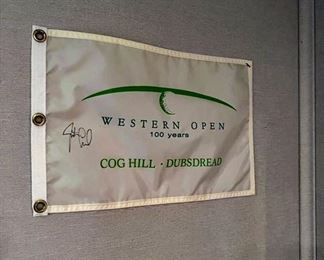 WESTERN OPEN
100 years
COG HILL · DUBSDREAD